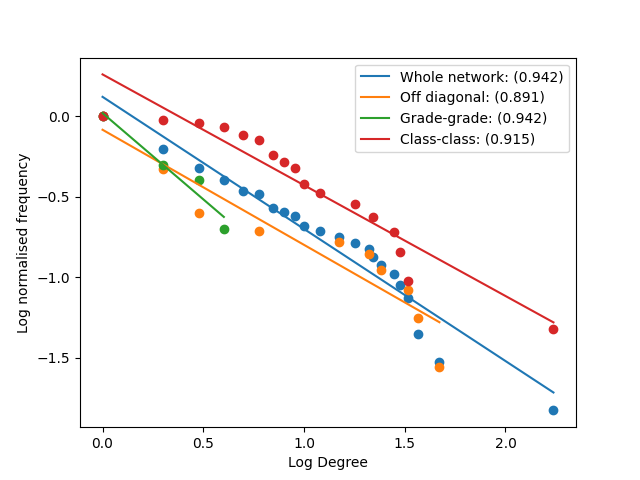 Whole network: (0.942)
Off diagonal: (0.891)
Grade-grade: (0.942)
Class-class: (0.915)
0.0
−0.5
−1.0
−1.5
Log normalised frequency
0.0 0.5 1.0 1.5 2.0
Log Degree